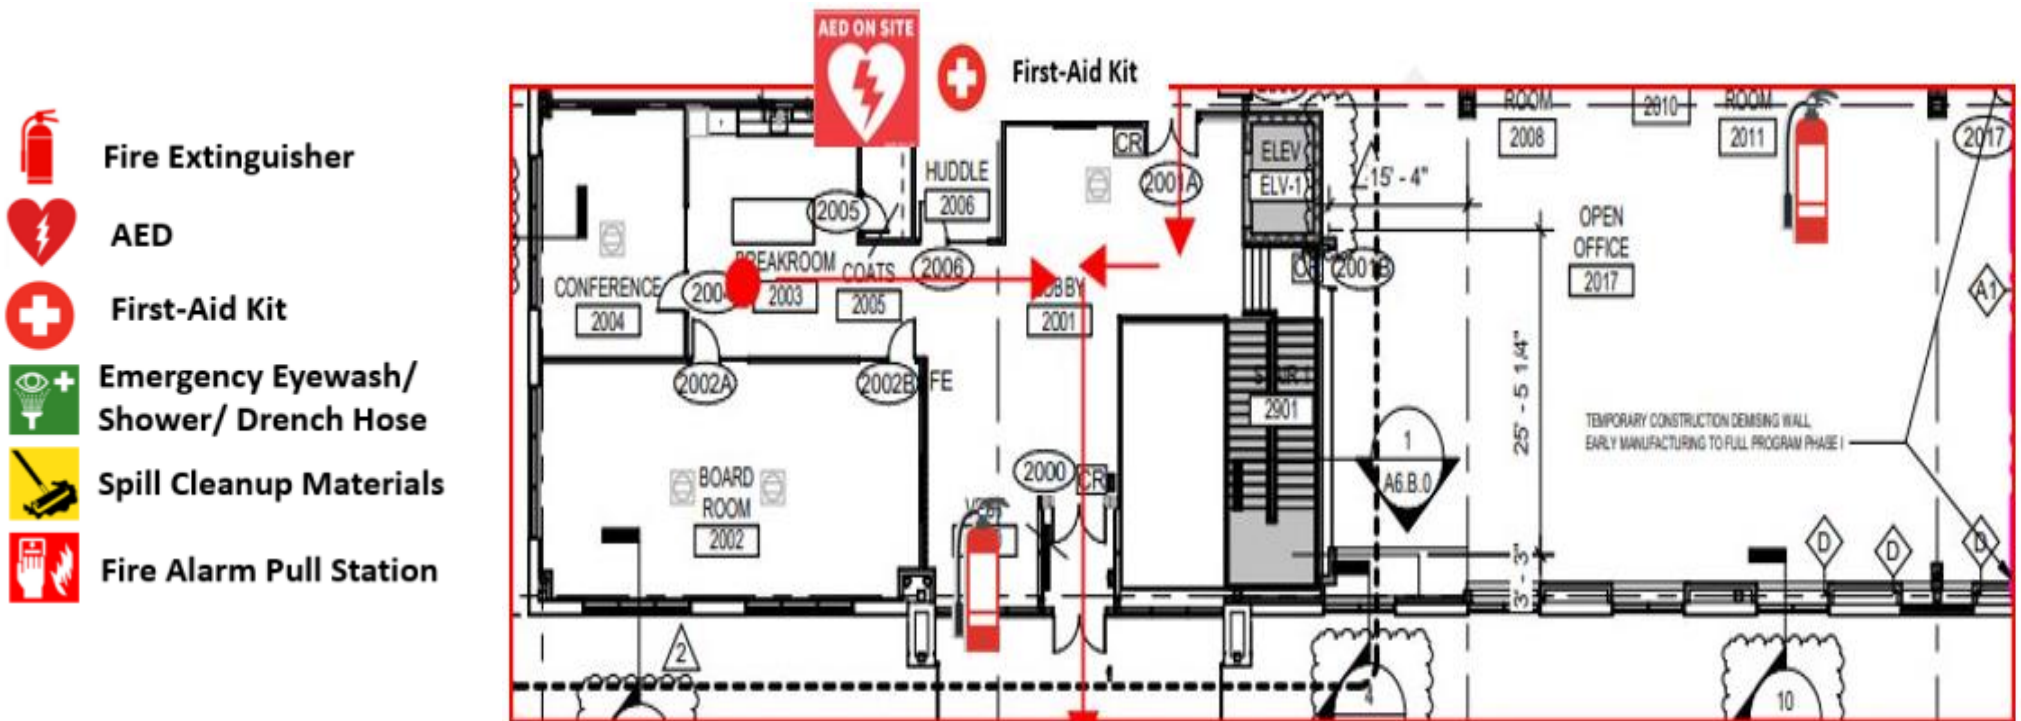 Fire Extinguisher
AED
First-Aid Kit
Emergency Eyewash/
Shower/ Drench Hose
Spill Cleanup Materials
Fire Alarm Pull Station
AED ON SITE
First-Aid Kit
ROOM
2008
2010
ROOM
2011
2017
CR
2001A
ELEV
ELV-1
15' - 4"
HUDDLE
2006
2005
OPEN
OFFICE
2017
BREAKROOM
2003
COATS
2005
2006
CONFERENCE
2004
LOBBY
2001
2001B
A1
2002A
2002B
FE
2901
25' - 5 1/4"
TEMPORARY CONSTRUCTION DEMISING WALL,
EARLY MANUFACTURING TO FULL PROGRAM PHASE I
1
A6.B.0
BOARD
ROOM
2002
2000
CR
3' - 3"
D
D
D
2
10